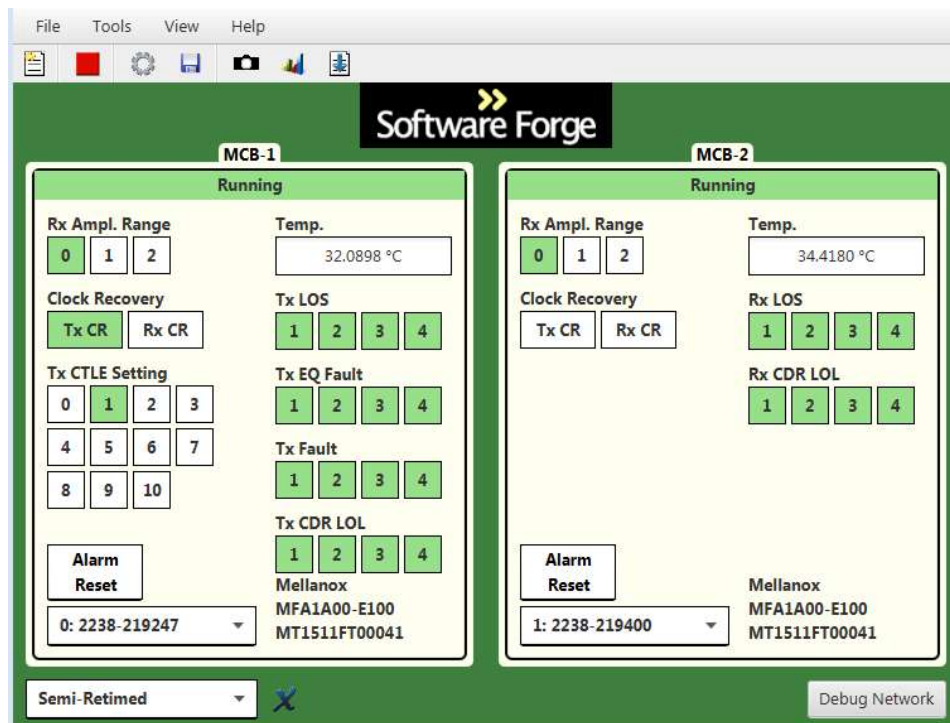 File Tools View Help
Software Forge
MCB-1
Running
Rx Ampl. Range
0 1 2
Temp.
32.0898 °C
Clock Recovery
Tx CR Rx CR
Tx LOS
1 2 3 4
Tx CTLE Setting
0 1 2 3
4 5 6 7
8 9 10
Tx EQ Fault
1 2 3 4
Tx Fault
1 2 3 4
Tx CDR LOL
1 2 3 4
Alarm
Reset
Mellanox
MFA1A00-E100
MT1511FT00041
0: 2238-219247
MCB-2
Running
Rx Ampl. Range
0 1 2
Temp.
34.4180 °C
Clock Recovery
Tx CR Rx CR
Rx LOS
1 2 3 4
Rx CDR LOL
1 2 3 4
Alarm
Reset
Mellanox
MFA1A00-E100
MT1511FT00041
1: 2238-219400
Semi-Retimed
Debug Network